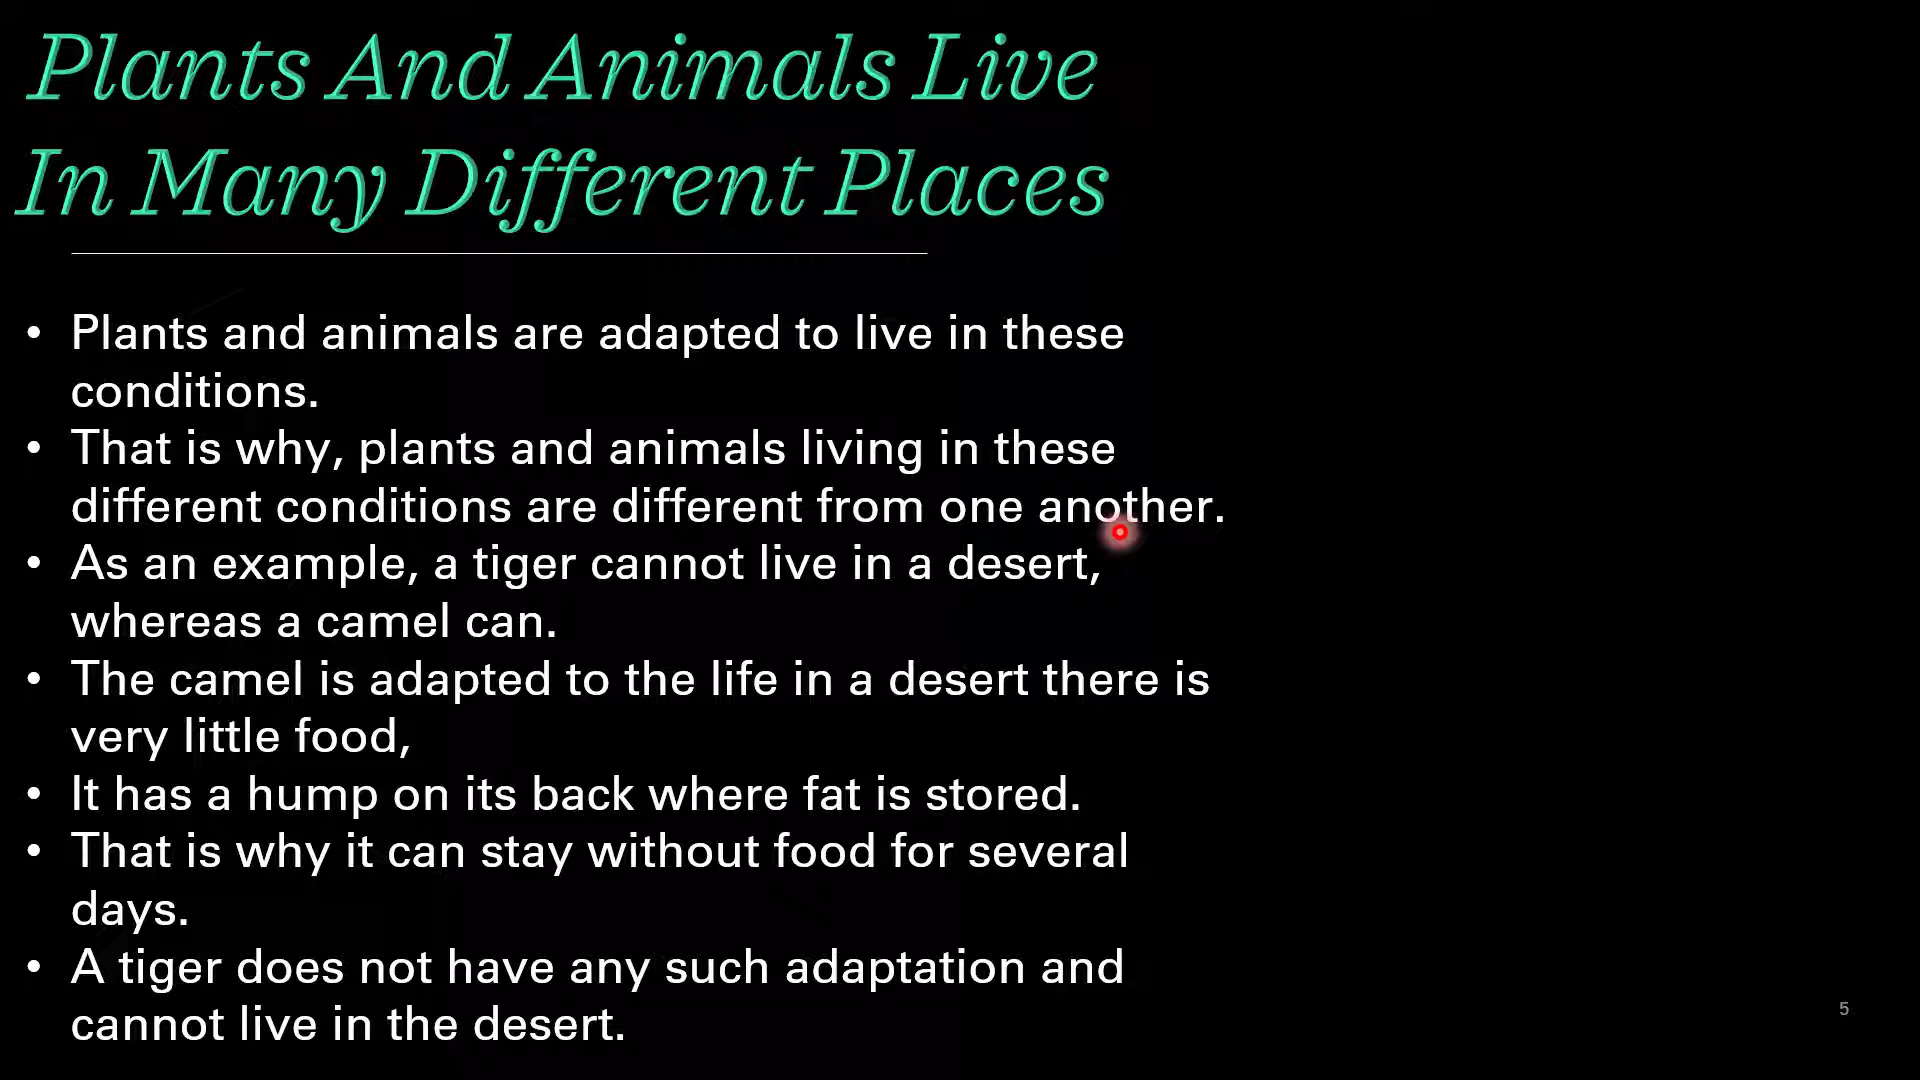 Plants And Animals Live
In Many Different Places
• Plants and animals are adapted to live in these
conditions.
• That is why, plants and animals living in these
different conditions are different from one another.
• As an example, a tiger cannot live in a desert,
whereas a camel can.
• The camel is adapted to the life in a desert there is
very little food,
• It has a hump on its back where fat is stored.
• That is why it can stay without food for several
days.
• A tiger does not have any such adaptation and
cannot live in the desert.
5